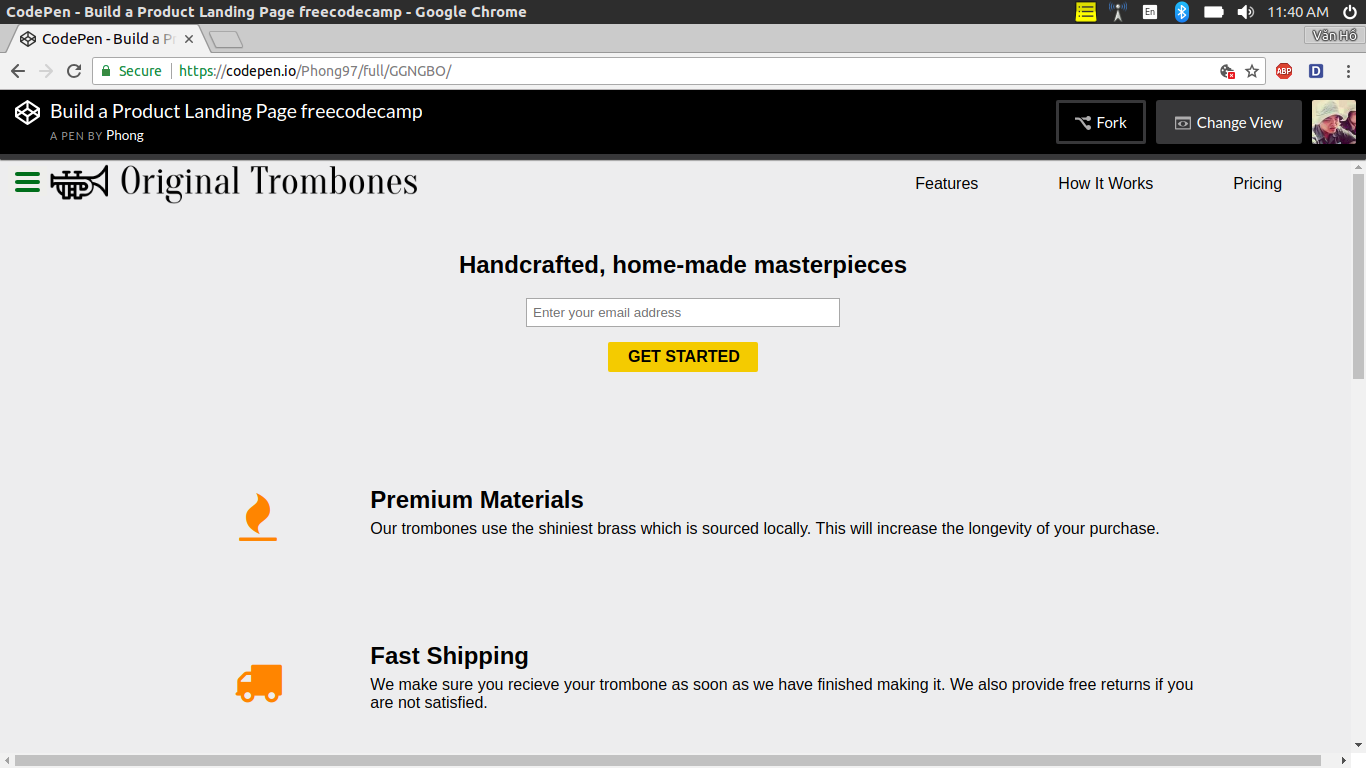 CodePen - Build a Product Landing Page freecodecamp - Google Chrome
En
11:40 AM
CodePen - Build a P
Văn Hồ
Secure
https://codepen.io/Phong97/full/GGNGBO/
ABP
D
Build a Product Landing Page freecodecamp
A PEN BY Phong
Fork
Change View
Original Trombones
Features
How It Works
Pricing
Handcrafted, home-made masterpieces
Enter your email address
GET STARTED
Premium Materials
Our trombones use the shiniest brass which is sourced locally. This will increase the longevity of your purchase.
Fast Shipping
We make sure you recieve your trombone as soon as we have finished making it. We also provide free returns if you
are not satisfied.